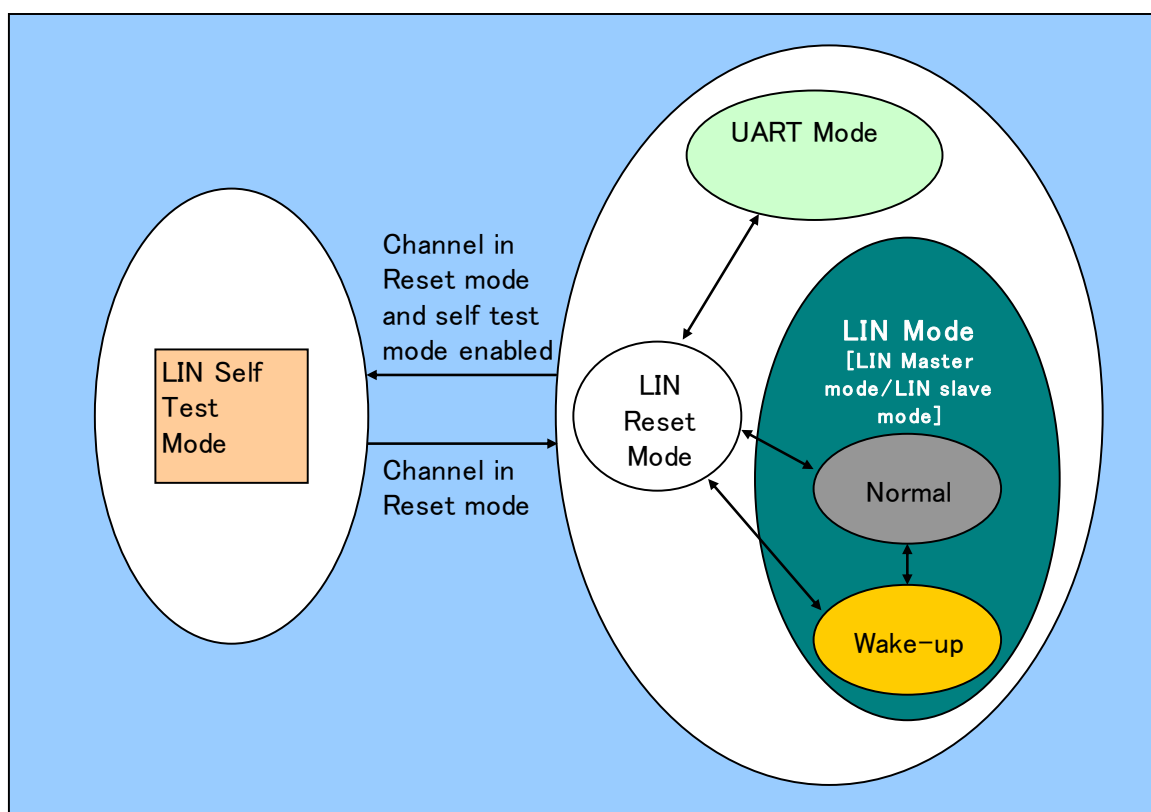 UART Mode
Channel in
Reset mode
and self test
mode enabled
LIN Self
Test
Mode
Channel in
Reset mode
LIN
Reset
Mode
LIN Mode
[LIN Master
mode/LIN slave
mode]
Normal
Wake-up